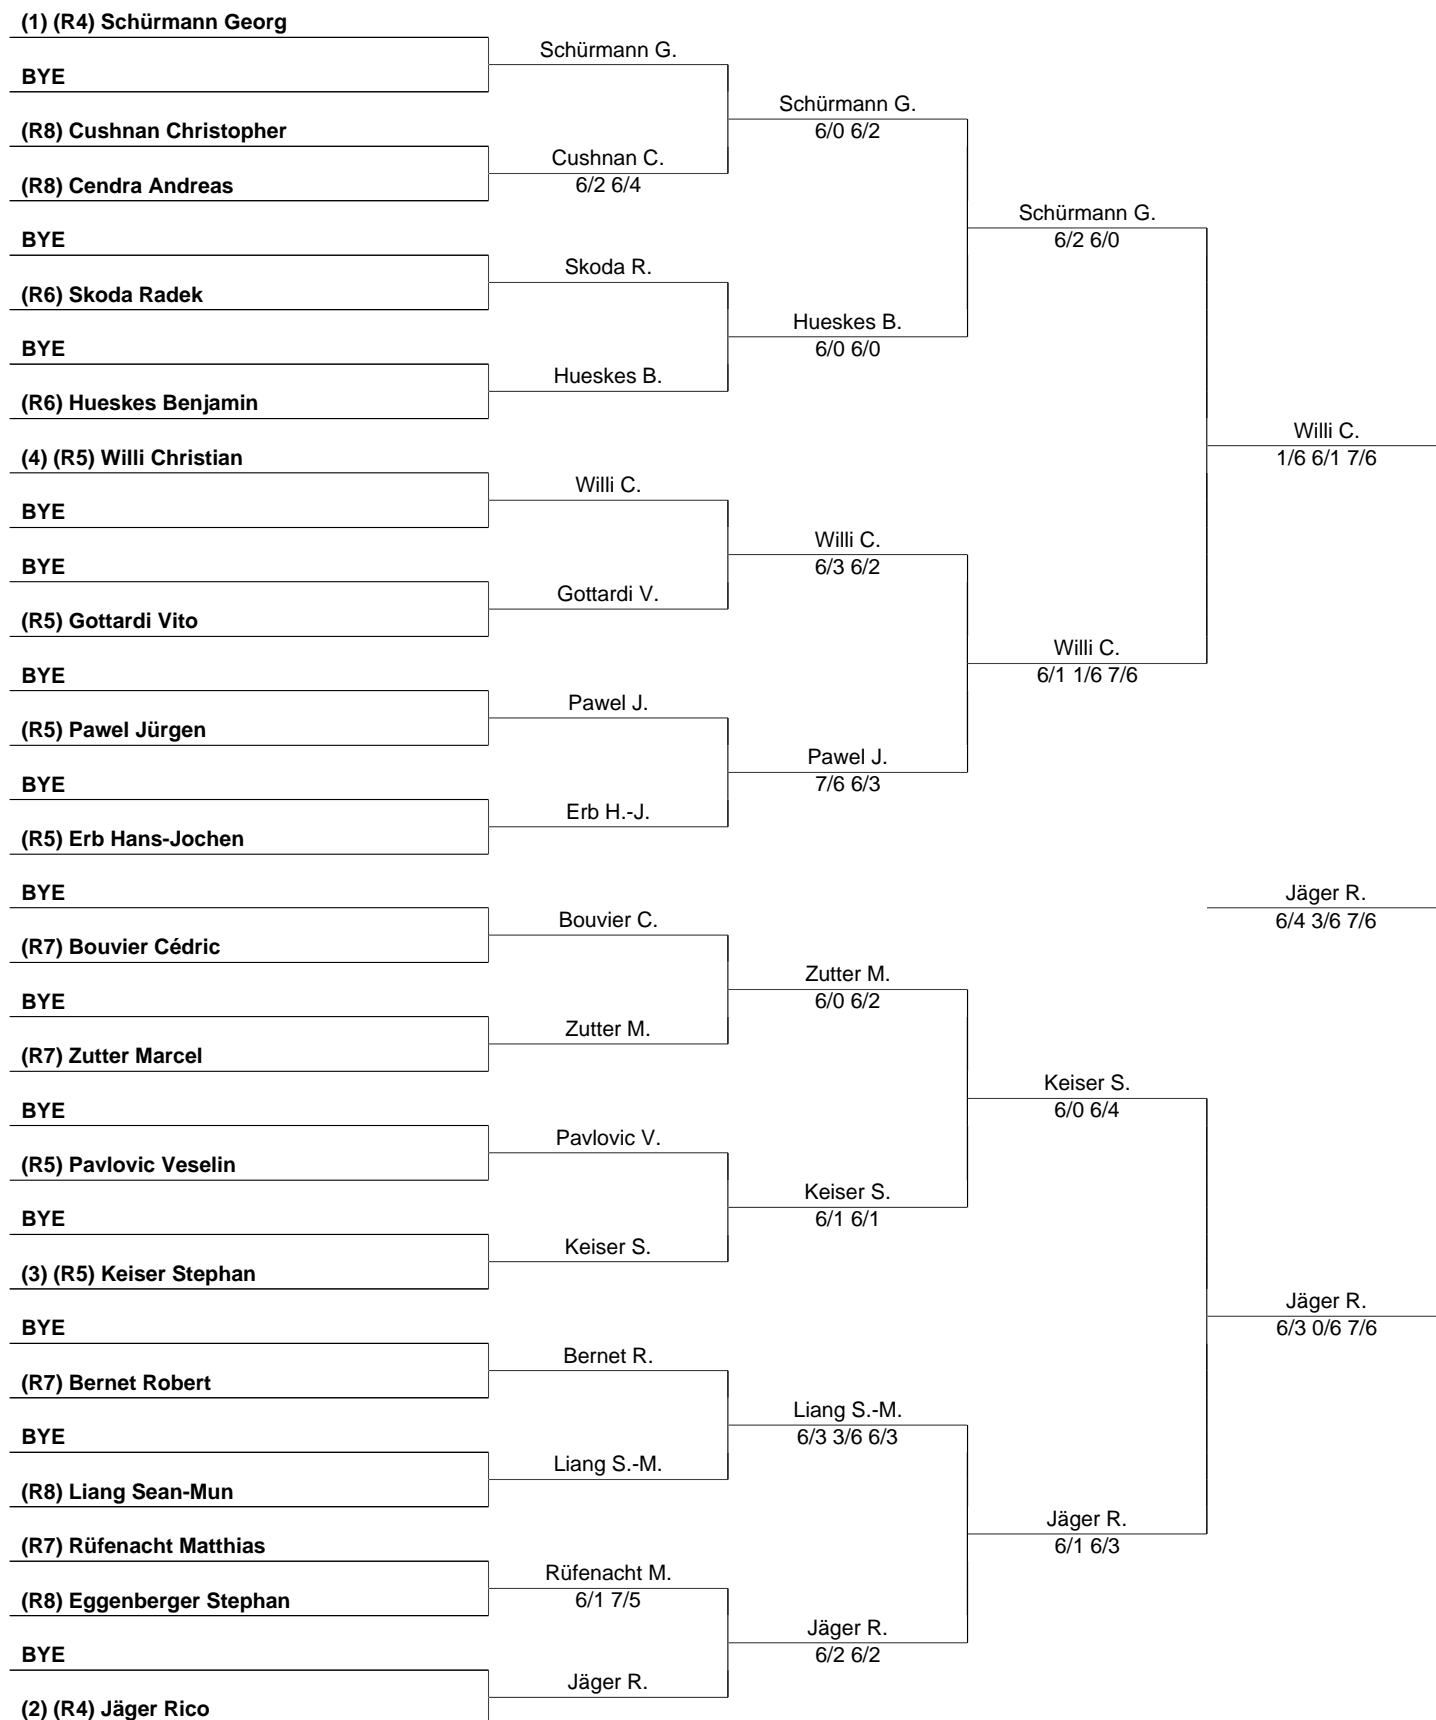 (1) (R4) Schürmann Georg
BYE
(R8) Cushnan Christopher
(R8) Cendra Andreas
BYE
(R6) Skoda Radek
BYE
(R6) Hueskes Benjamin
(4) (R5) Willi Christian
BYE
BYE
(R5) Gottardi Vito
BYE
(R5) Pawel Jürgen
BYE
(R5) Erb Hans-Jochen
BYE
(R7) Bouvier Cédric
BYE
(R7) Zutter Marcel
BYE
(R5) Pavlovic Veselin
BYE
(3) (R5) Keiser Stephan
BYE
(R7) Bernet Robert
BYE
(R8) Liang Sean-Mun
(R7) Rüfenacht Matthias
(R8) Eggenberger Stephan
BYE
(2) (R4) Jäger Rico
Schürmann G.
Cushnan C.
6/2 6/4
Skoda R.
Hueskes B.
Willi C.
Gottardi V.
Pawel J.
Erb H.-J.
Bouvier C.
Zutter M.
Pavlovic V.
Keiser S.
Bernet R.
Liang S.-M.
Rüfenacht M.
6/1 7/5
Jäger R.
Schürmann G.
6/0 6/2
Hueskes B.
6/0 6/0
Willi C.
6/3 6/2
Pawel J.
7/6 6/3
Zutter M.
6/0 6/2
Keiser S.
6/1 6/1
Liang S.-M.
6/3 3/6 6/3
Jäger R.
6/2 6/2
Schürmann G.
6/2 6/0
Willi C.
6/1 1/6 7/6
Keiser S.
6/0 6/4
Jäger R.
6/1 6/3
Willi C.
1/6 6/1 7/6
Jäger R.
6/4 3/6 7/6
Jäger R.
6/3 0/6 7/6